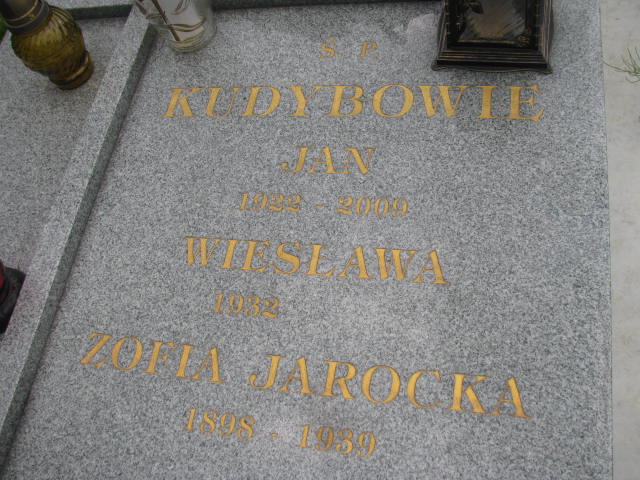 Ś. P.
KUDYBOWIE
JAN
1922 - 2009
WIESŁAWA
1932
ZOFIA JAROCKA
1898 - 1939